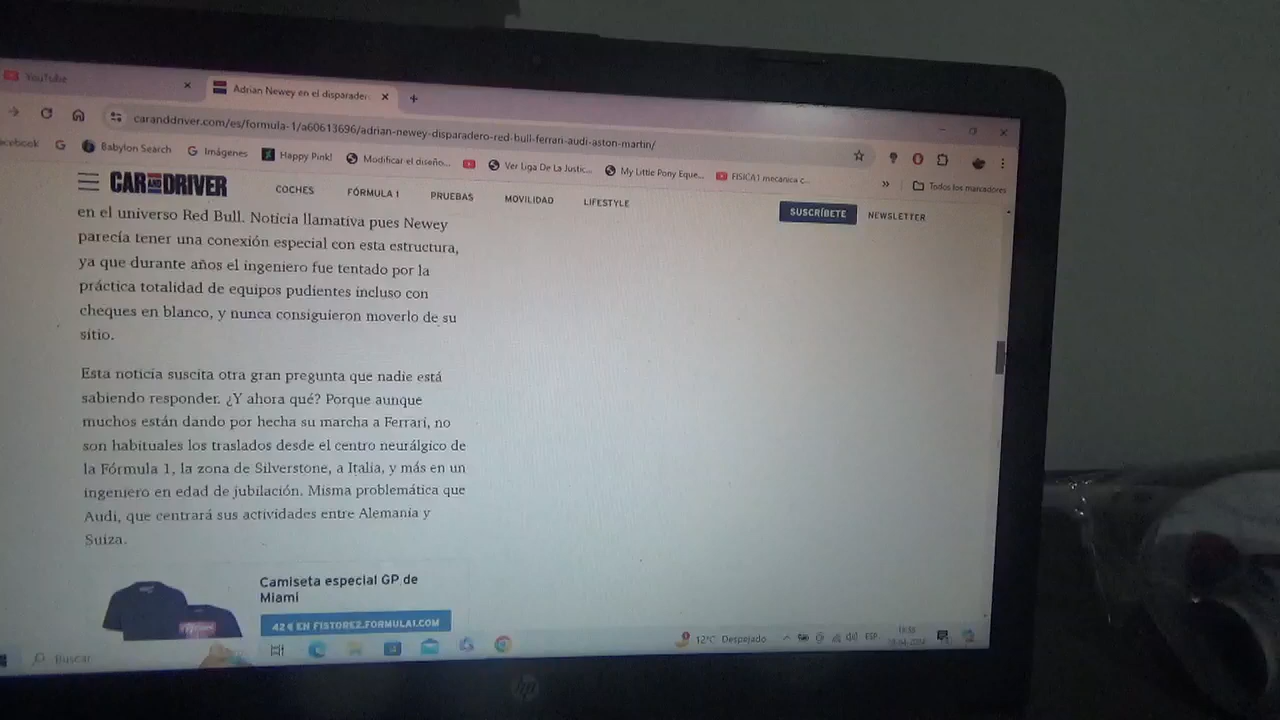 YouTube
Adrian Newey en el disparader
caranddriver.com/es/formula-1/a60613696/adrian-newey-disparadero-red-bull-ferrari-audi-aston-martin/
acebook
Babylon Search
Imágenes
Happy Pink!
Modificar el diseño...
Ver Liga De La Justic...
My Little Pony Eque...
FISICA1 mecanica c...
»
Todos los marcadores
CAR AND DRIVER
COCHES
FÓRMULA 1
PRUEBAS
MOVILIDAD
LIFESTYLE
SUSCRÍBETE
NEWSLETTER
en el universo Red Bull. Noticia llamativa pues Newey
parecía tener una conexión especial con esta estructura,
ya que durante años el ingeniero fue tentado por la
práctica totalidad de equipos pudientes incluso con
cheques en blanco, y nunca consiguieron moverlo de su
sitio.
Esta noticia suscita otra gran pregunta que nadie está
sabiendo responder. ¿Y ahora qué? Porque aunque
muchos están dando por hecha su marcha a Ferrari, no
son habituales los traslados desde el centro neurálgico de
la Fórmula 1, la zona de Silverstone, a Italia, y más en un
ingeniero en edad de jubilación. Misma problemática que
Audi, que centrará sus actividades entre Alemania y
Suiza.
Camiseta especial GP de
Miami
42 € EN F1STORE2.FORMULA1.COM
Buscar
12°C Despejado
ESP
hp